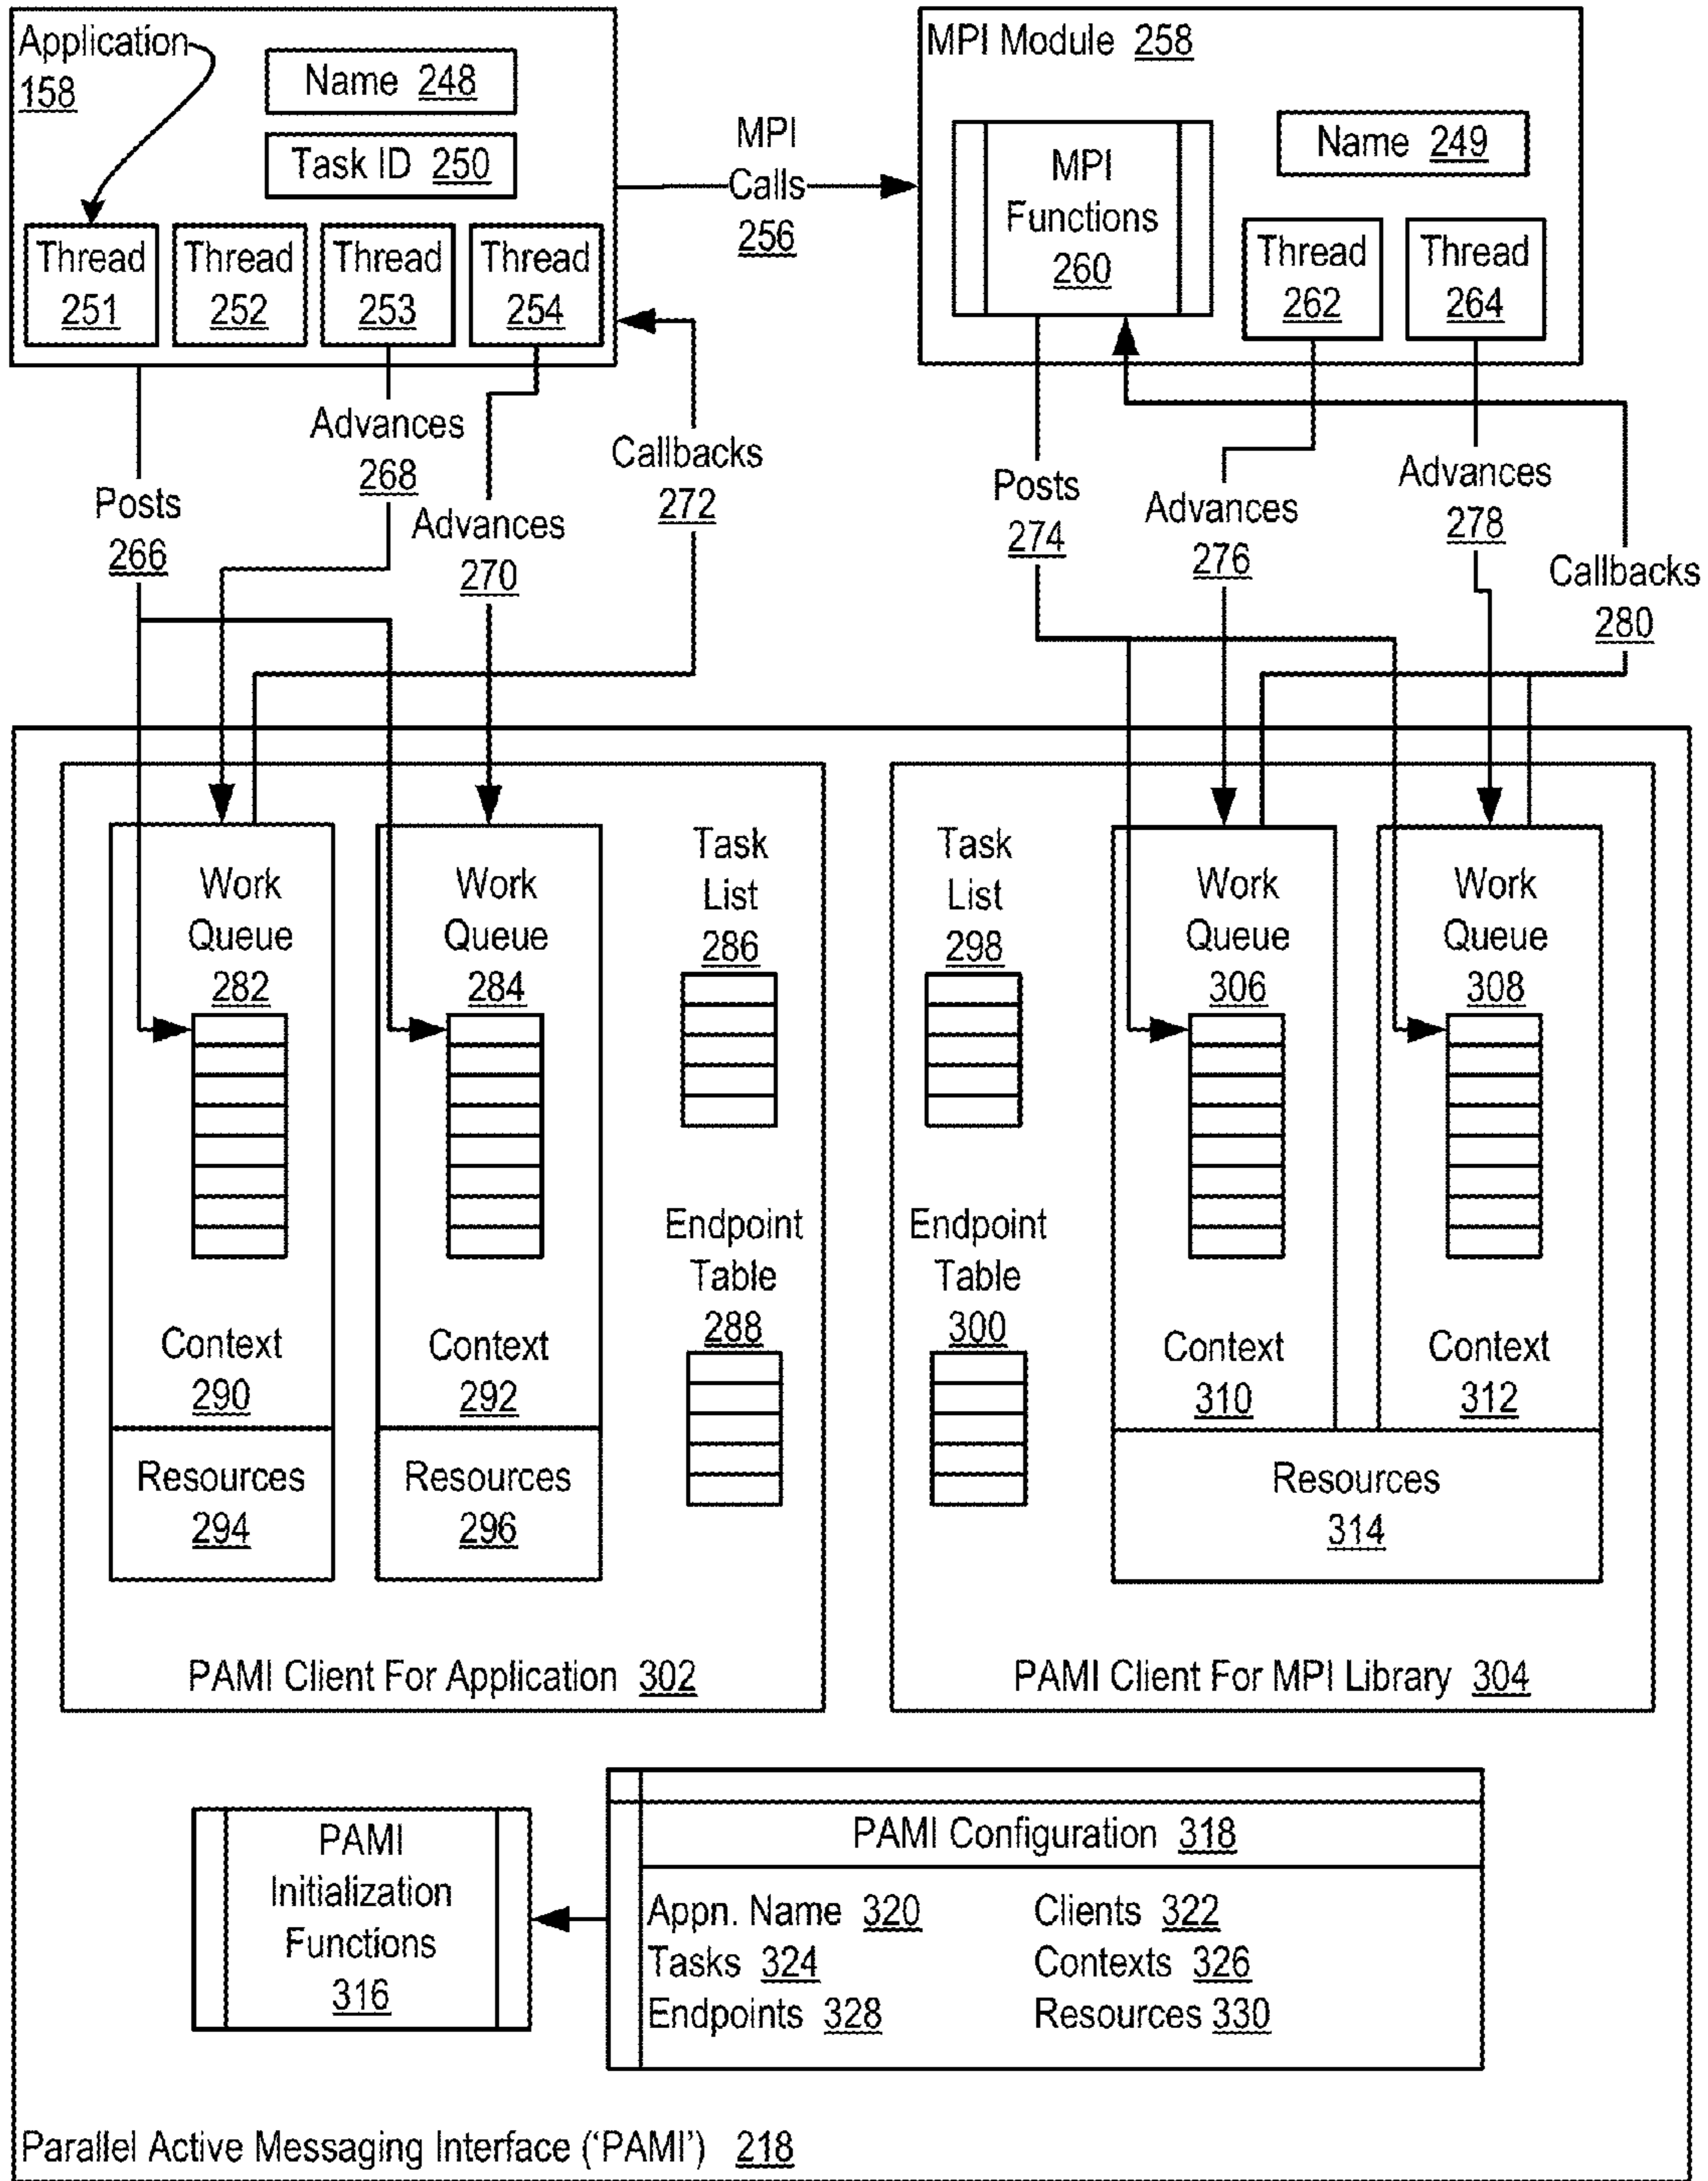 Application
158
Name 248
Task ID 250
Thread
251
Thread
252
Thread
253
Thread
254
MPI
Calls
256
MPI Module 258
MPI
Functions
260
Name 249
Thread
262
Thread
264
Posts
266
Advances
268
Advances
270
Callbacks
272
Posts
274
Advances
276
Advances
278
Callbacks
280
Work
Queue
282
Context
290
Resources
294
Work
Queue
284
Context
292
Resources
296
Task
List
286
Endpoint
Table
288
PAMI Client For Application 302
Task
List
298
Endpoint
Table
300
Work
Queue
306
Context
310
Work
Queue
308
Context
312
Resources
314
PAMI Client For MPI Library 304
PAMI
Initialization
Functions
316
PAMI Configuration 318
Appn. Name 320 Clients 322
Tasks 324 Contexts 326
Endpoints 328 Resources 330
Parallel Active Messaging Interface (‘PAMI’) 218